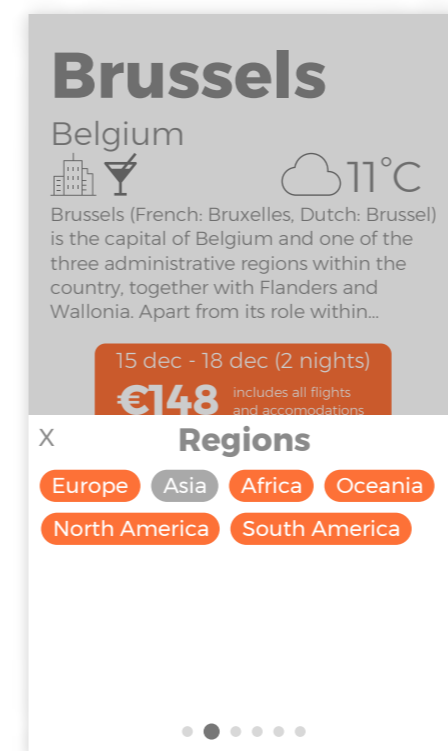 Brussels
Belgium
11°C
Brussels (French: Bruxelles, Dutch: Brussel)
is the capital of Belgium and one of the
three administrative regions within the
country, together with Flanders and
Wallonia. Apart from its role within...
15 dec - 18 dec (2 nights)
€148 includes all flights
and accomodations
X Regions
Europe Asia Africa Oceania
North America South America